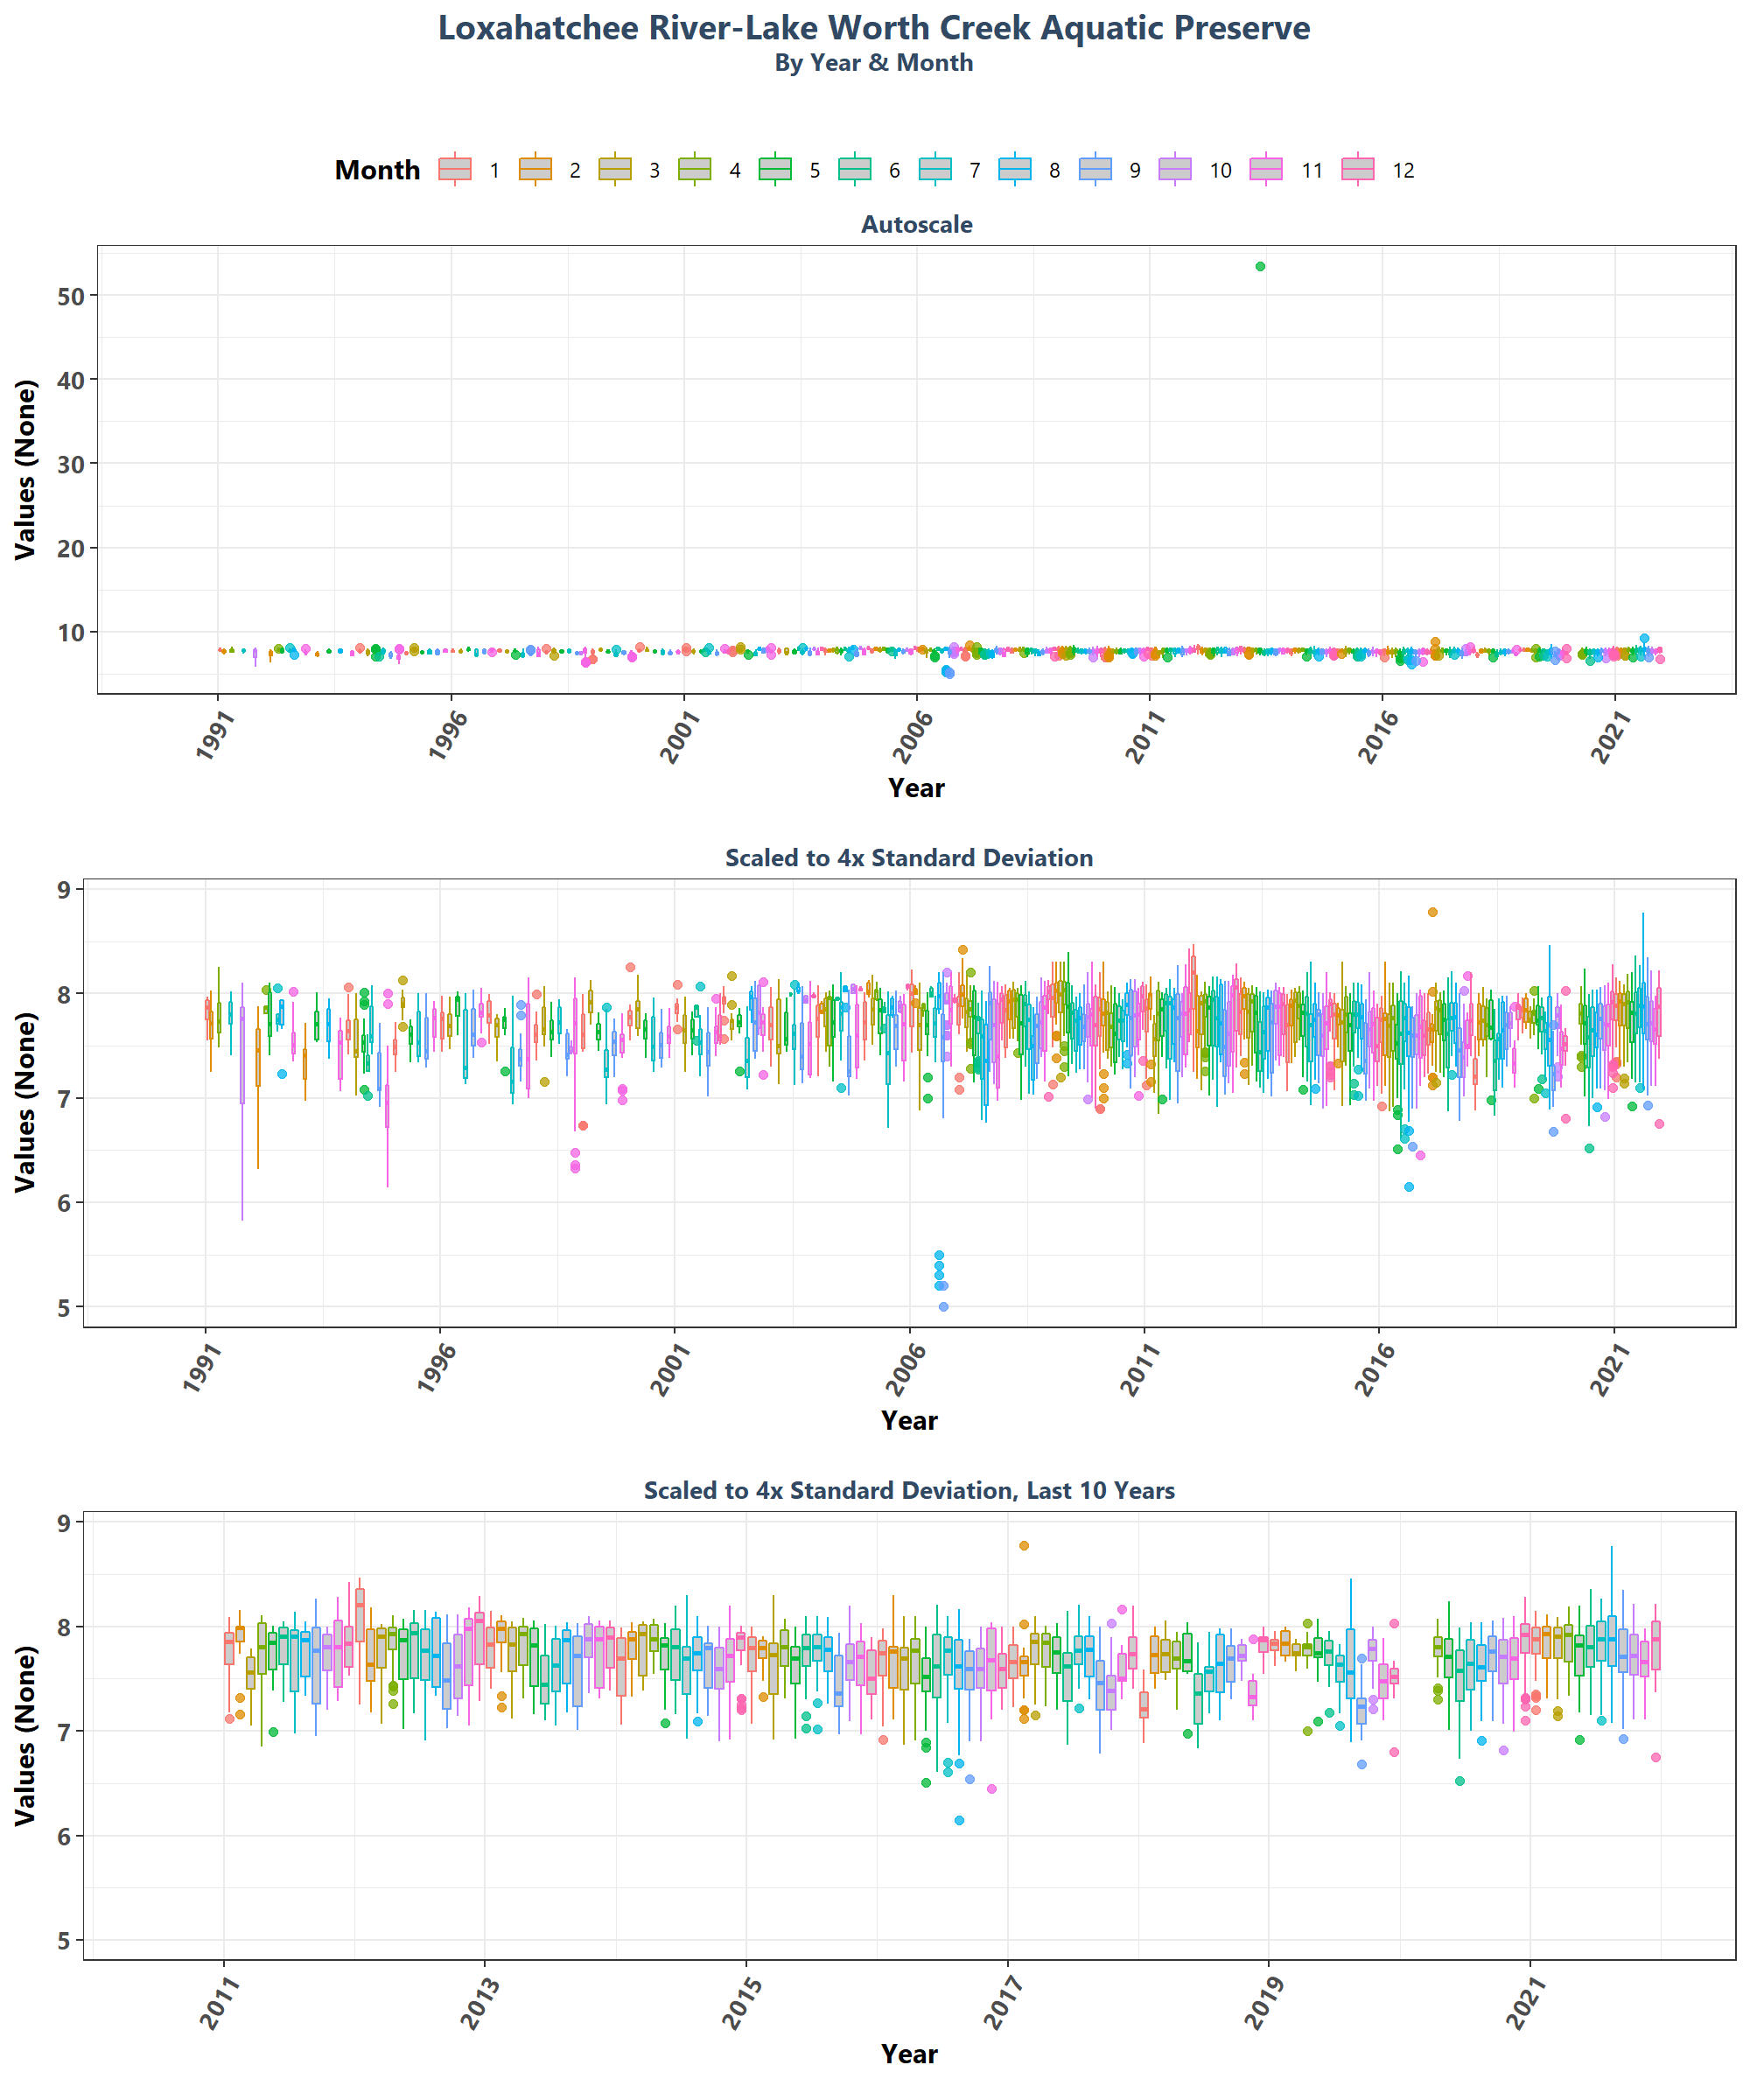 Loxahatchee River-Lake Worth Creek Aquatic Preserve
By Year & Month
Month 1 2 3 4 5 6 7 8 9 10 11 12
Autoscale
Values (None)
50
40
30
20
10
1991 1996 2001 2006 2011 2016 2021
Year
Scaled to 4x Standard Deviation
Values (None)
9
8
7
6
5
1991 1996 2001 2006 2011 2016 2021
Year
Scaled to 4x Standard Deviation, Last 10 Years
Values (None)
9
8
7
6
5
2011 2013 2015 2017 2019 2021
Year